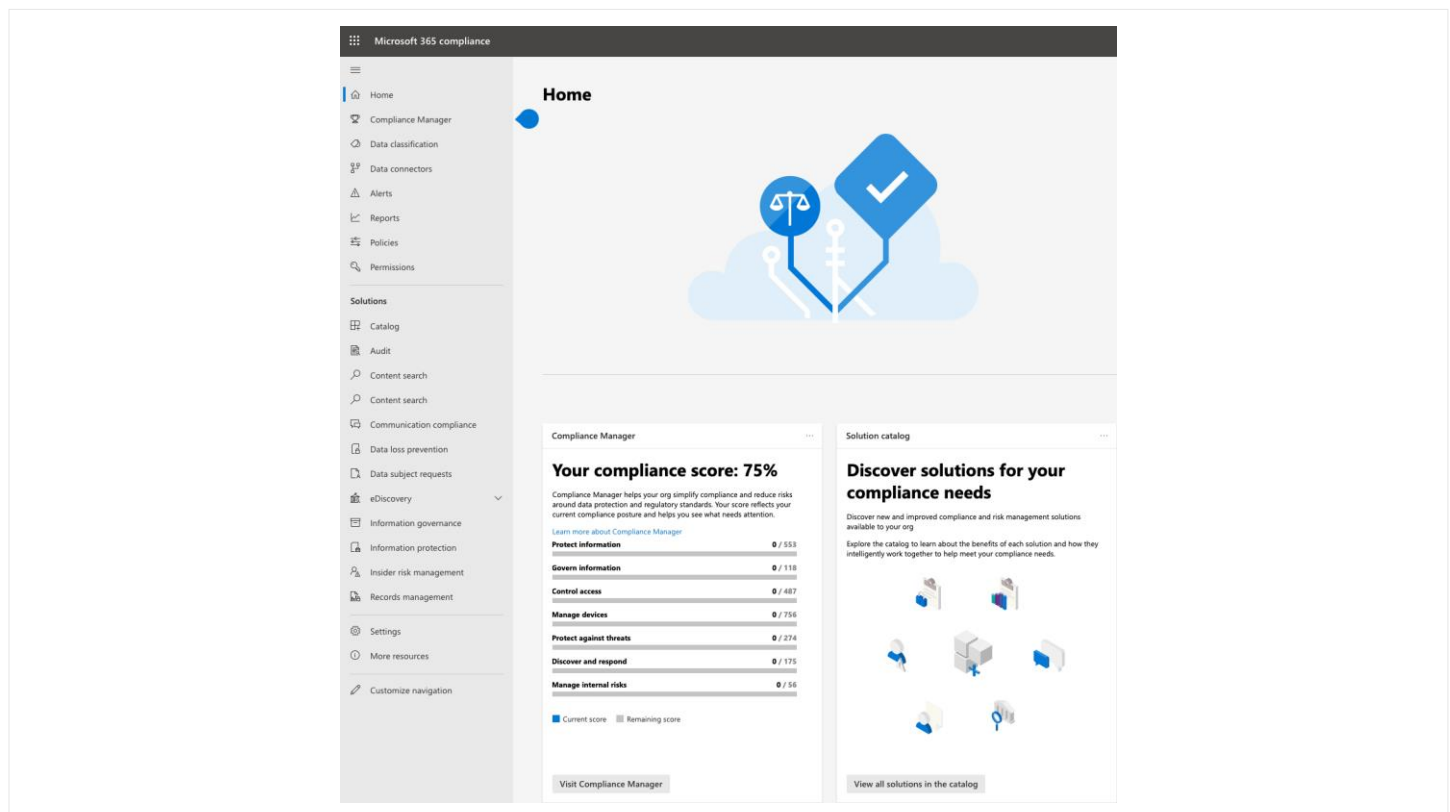 Microsoft 365 compliance
Home
Compliance Manager
Data classification
Data connectors
Alerts
Reports
Policies
Permissions
Solutions
Catalog
Audit
Content search
Content search
Communication compliance
Data loss prevention
Data subject requests
eDiscovery
Information governance
Information protection
Insider risk management
Records management
Settings
More resources
Customize navigation
Home
Compliance Manager
Your compliance score: 75%
Compliance Manager helps your org simplify compliance and reduce risks
around data protection and regulatory standards. Your score reflects your
current compliance posture and helps you see what needs attention.
Learn more about Compliance Manager
Protect information 0 / 553
Govern information 0 / 118
Control access 0 / 487
Manage devices 0 / 756
Protect against threats 0 / 274
Discover and respond 0 / 175
Manage internal risks 0 / 56
Current score Remaining score
Visit Compliance Manager
Solution catalog
Discover solutions for your
compliance needs
Discover new and improved compliance and risk management solutions
available to your org
Explore the catalog to learn about the benefits of each solution and how they
intelligently work together to help meet your compliance needs.
View all solutions in the catalog